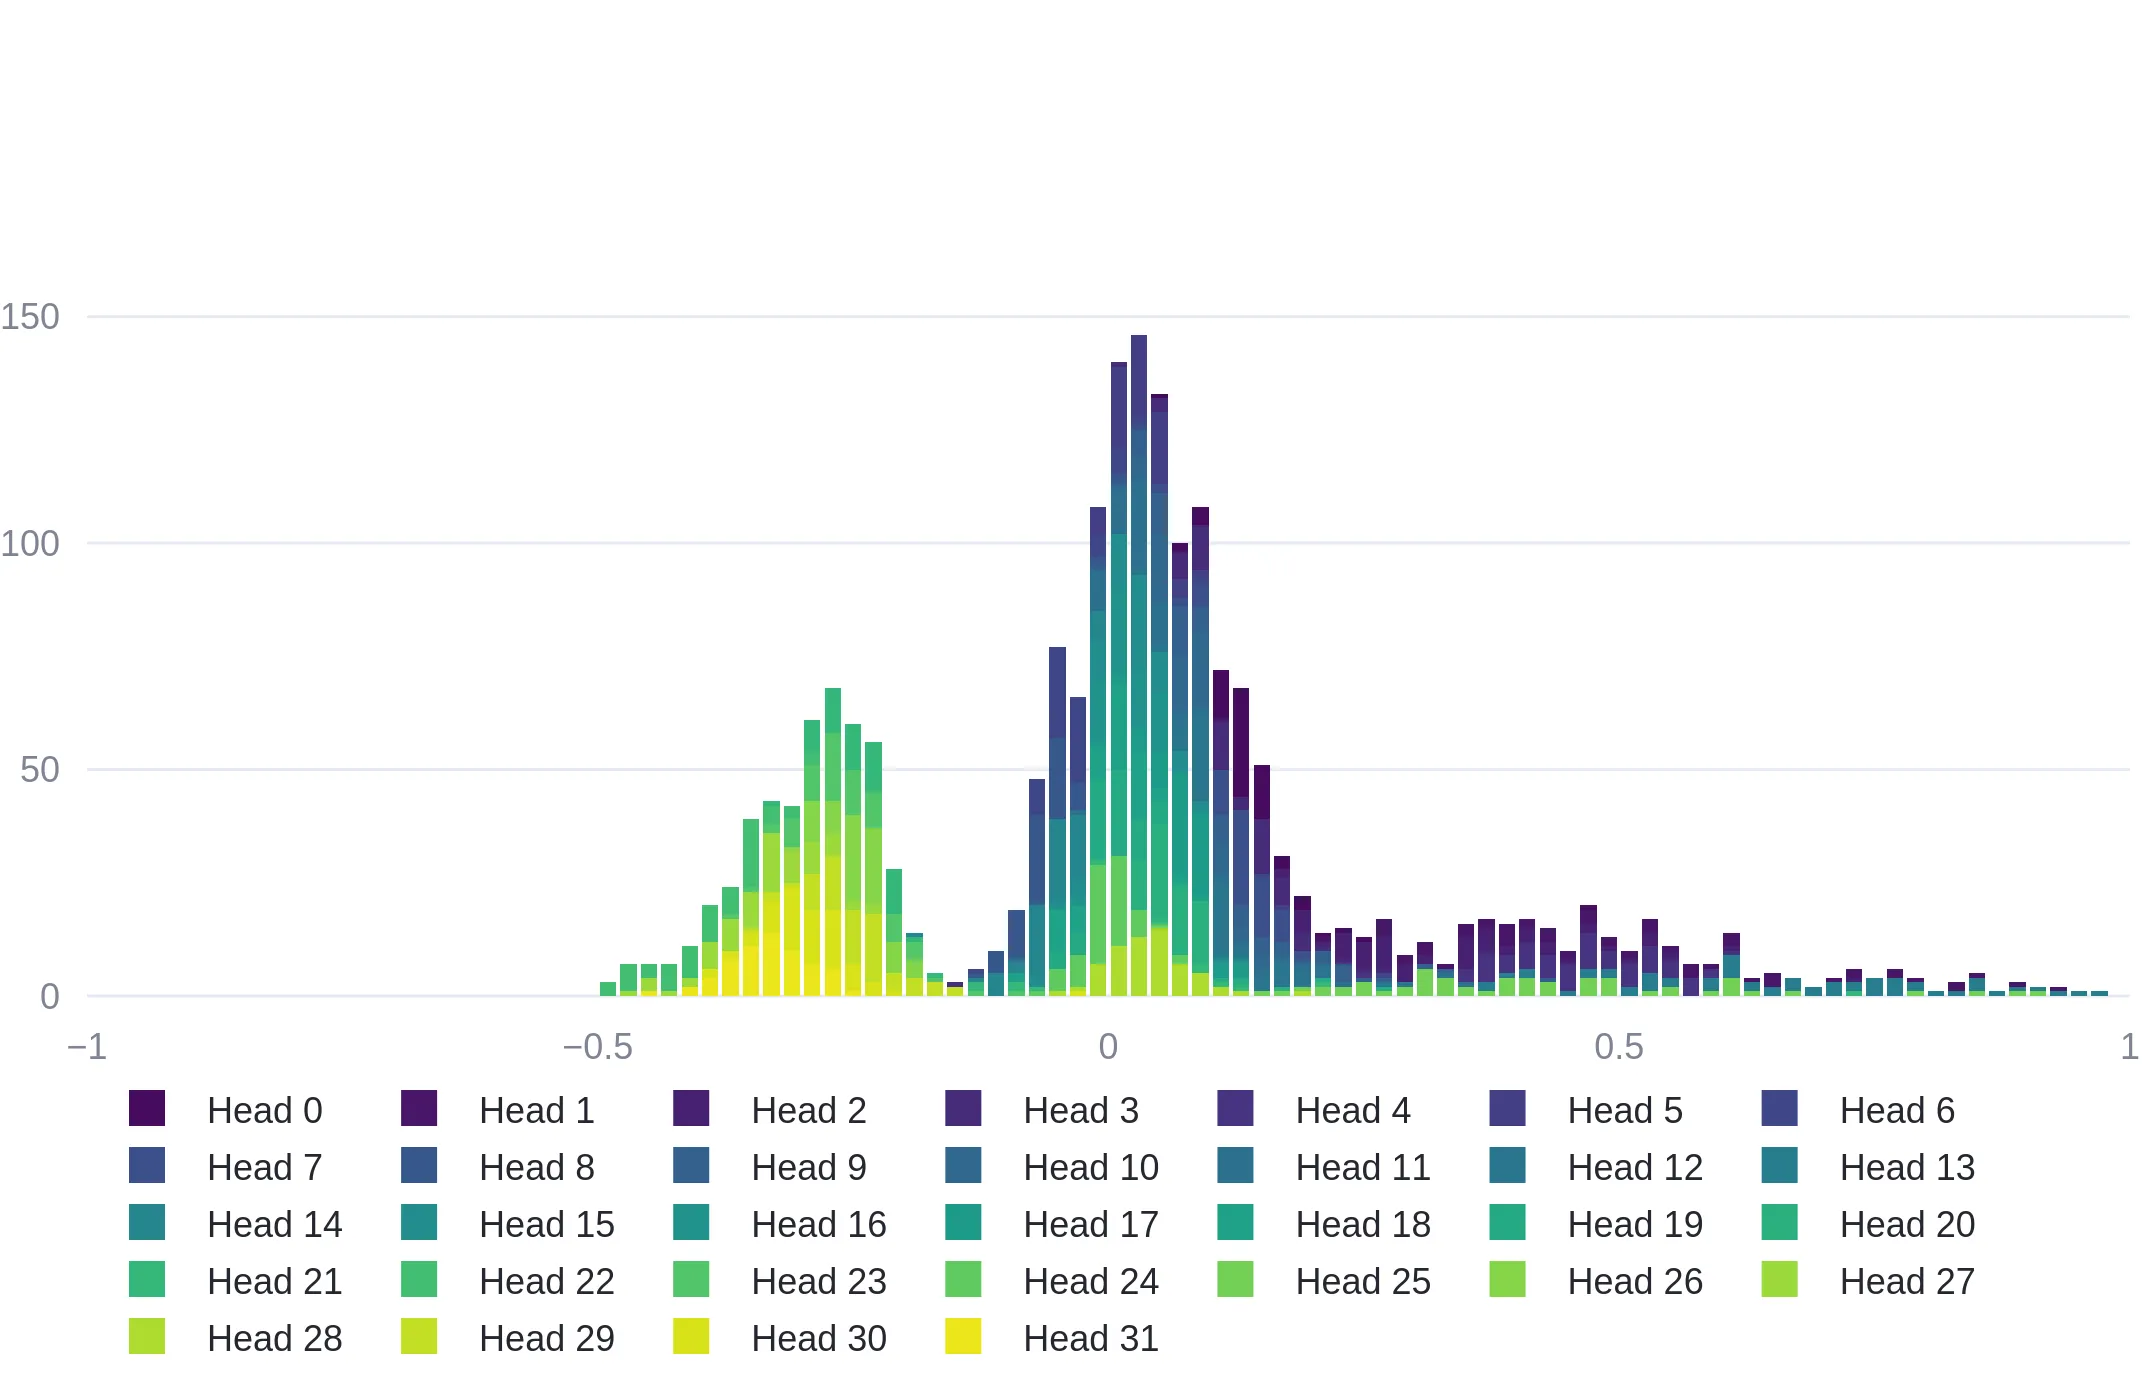 150
100
50
0
−1 −0.5 0 0.5 1
Head 0 Head 1 Head 2 Head 3 Head 4 Head 5 Head 6
Head 7 Head 8 Head 9 Head 10 Head 11 Head 12 Head 13
Head 14 Head 15 Head 16 Head 17 Head 18 Head 19 Head 20
Head 21 Head 22 Head 23 Head 24 Head 25 Head 26 Head 27
Head 28 Head 29 Head 30 Head 31